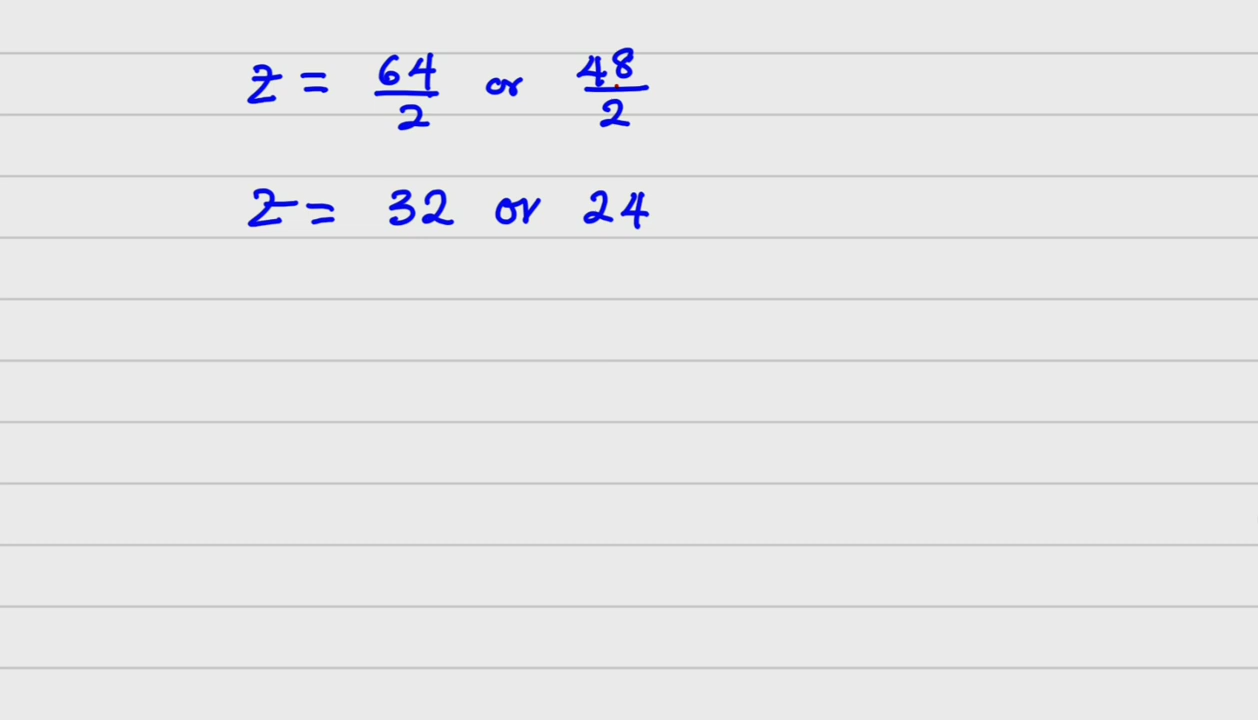 z = 64/2 or 48/2
z = 32 or 24